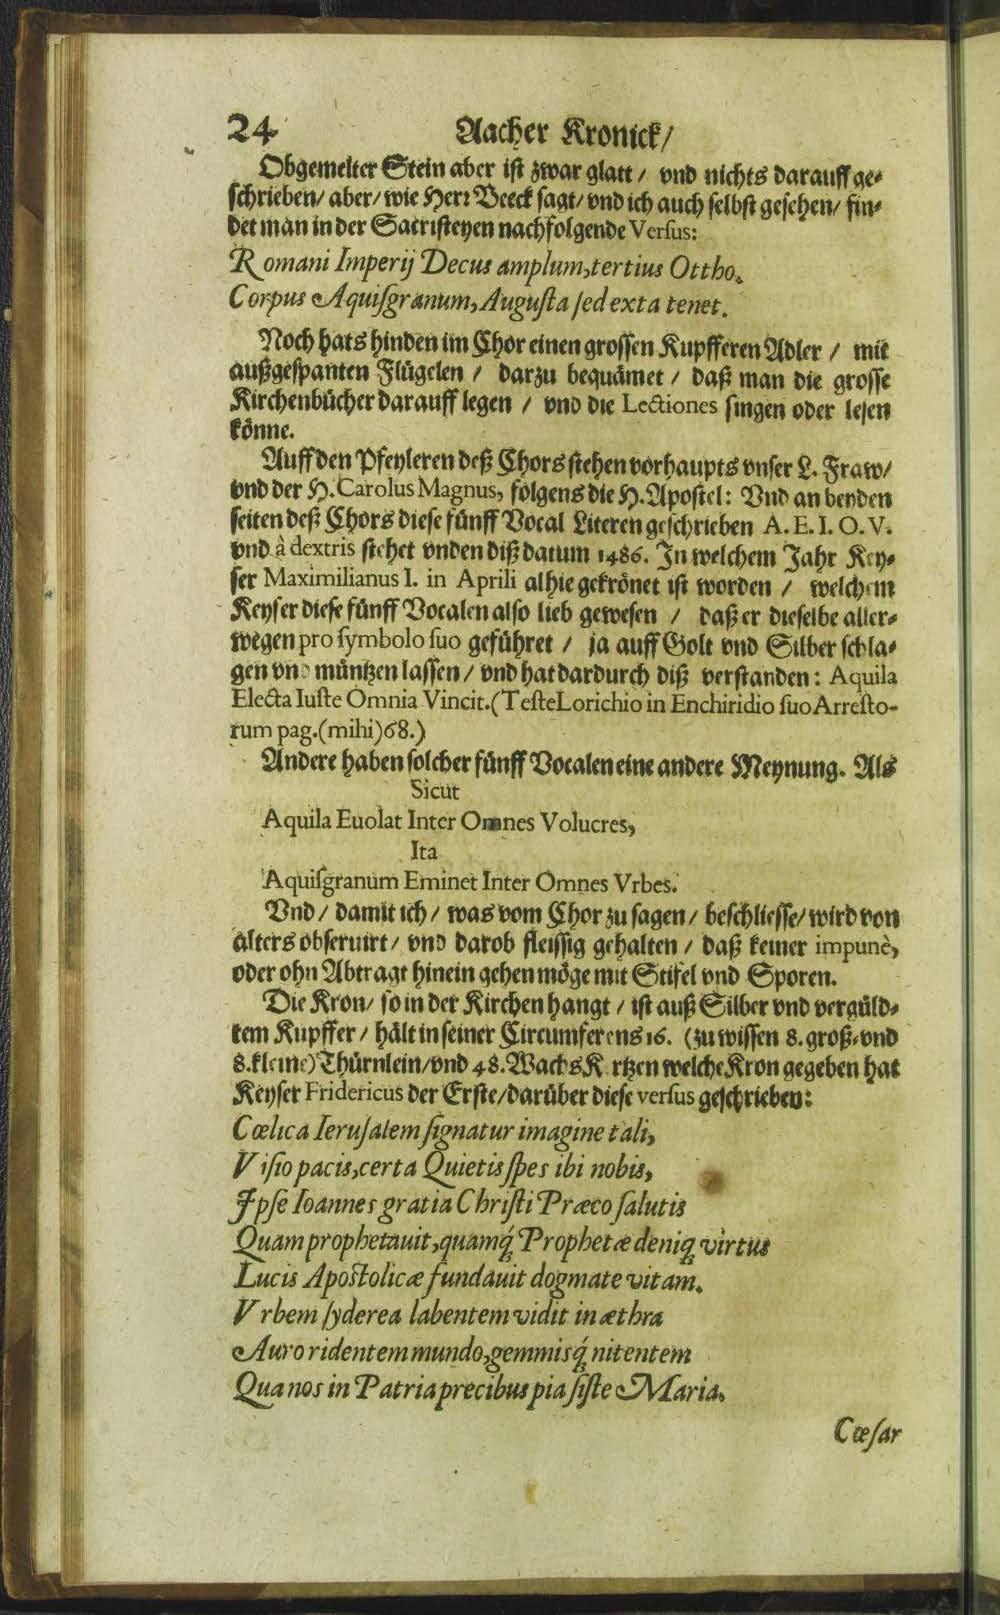 24 Aacher Kronick/
Obgemelter Stein aber ist zwar glatt / vnd nichts darauff ge-
schrieben/ aber/ wie Herr Beeck sagt/ vnd ich auch selbst gesehen/ fin-
det man in der Sacristeyen nachfolgende Verſus:
Romani Imperij Decus amplum, tertius Ottho.
Corpus Aquiſgranum, Auguſta ſed exta tenet.
Noch hats hinden im Chor einen grossen Kupfferen Adler / mit
außgespanten Flügelen / darzu bequämet / daß man die grosse
Kirchenbücher darauff legen / vnd die Lectiones singen oder lesen
könne.
Auff den Pfeyleren deß Chors stehen vorhaupts vnser L. Fraw/
vnd der H. Carolus Magnus, folgens die H. Apostel: Vnd an beyden
seiten deß Chors diese fünff Vocal Literen geschrieben A. E. I. O. V.
vnd à dextris stehet vnden diß datum 1486. In welchem Jahr Key-
ser Maximilianus I. in Aprili alhie gekrönet ist worden / welchem
Keyser diese fünff Vocalen also lieb gewesen / daß er dieselbe aller-
wegen pro ſymbolo ſuo geführet / ja auff Golt vnd Silber schla-
gen vnd müntzen lassen / vnd hat dardurch diß verstanden: Aquila
Electa Iuſte Omnia Vincit. (Teſte Lorichio in Enchiridio ſuo Arreſto-
rum pag. (mihi) 68.)
Andere haben solcher fünff Vocalen eine andere Meynung. Als
Sicut
Aquila Euolat Inter Omnes Volucres,
Ita
Aquiſgranum Eminet Inter Omnes Vrbes.
Vnd / damit ich / was vom Chor zu sagen / beschliesse/ wird von
alters obseruirt / vnd darob fleissig gehalten / daß keiner impunè,
oder ohn Abtragt hinein gehen möge mit Stifel vnd Sporen.
Die Kron/ so in der Kirchen hangt / ist auß Silber vnd vergüld-
tem Kupffer / hält in seiner Circumferens 16. (zu wissen 8. groß- vnd
8. kleine) Thürnlein/ vnd 48. Wachs K rtzen welche Kron gegeben hat
Keyser Fridericus der Erste/ darüber diese verſus geschrieben:
Cœlica Ieruſalem ſignatur imagine tali,
Viſio pacis, certa Quietis ſpes ibi nobis,
Ipſe Ioannes gratia Chriſti Præco ſalutis
Quam prophetauit, quamq́ Prophetæ deniq virtus
Lucis Apoſtolicæ fundauit dogmate vitam.
Vrbem ſyderea labentem vidit in æthra
Auro ridentem mundo, gemmisq́ nitentem
Qua nos in Patria precibus pia ſiſte Maria.
Cæſar